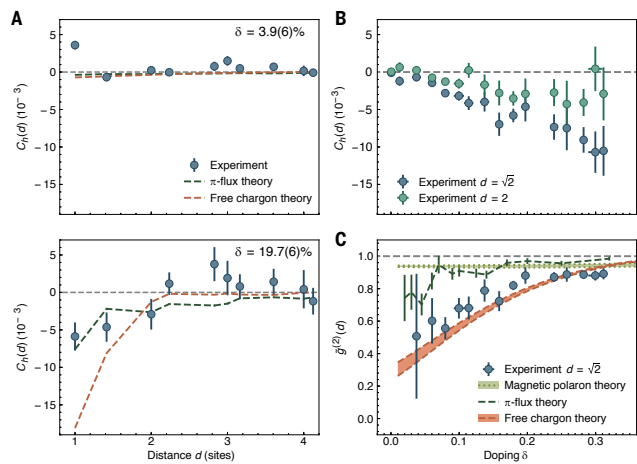 A
δ = 3.9(6)%
5
0
−5
−10
−15
C_h(d) (10⁻³)
Experiment
π-flux theory
Free chargon theory
δ = 19.7(6)%
5
0
−5
−10
−15
C_h(d) (10⁻³)
1
2
3
4
Distance d (sites)
B
5
0
−5
−10
−15
C_h(d) (10⁻³)
Experiment d = √2
Experiment d = 2
C
1.0
0.8
0.6
0.4
0.2
0.0
g̃⁽²⁾(d)
Experiment d = √2
Magnetic polaron theory
π-flux theory
Free chargon theory
0.0
0.1
0.2
0.3
Doping δ